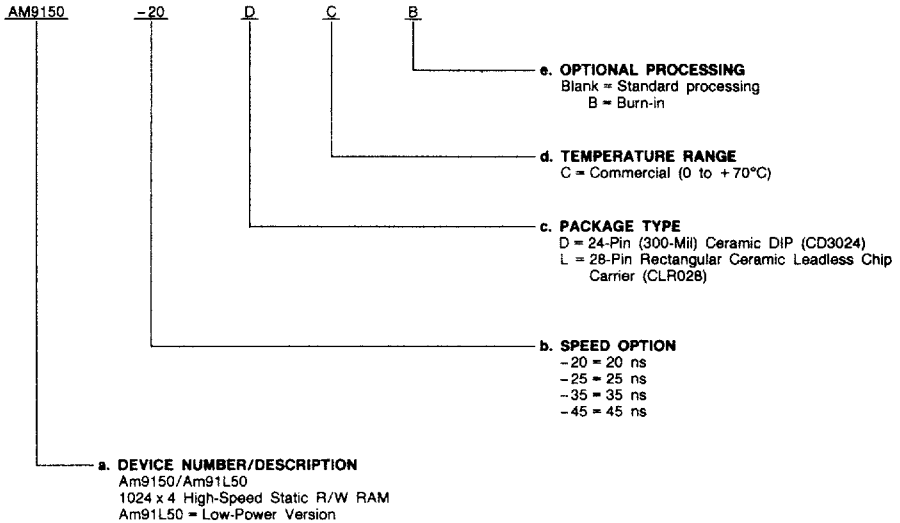 AM9150 -20 D C B
e. OPTIONAL PROCESSING
Blank = Standard processing
B = Burn-in
d. TEMPERATURE RANGE
C = Commercial (0 to +70°C)
c. PACKAGE TYPE
D = 24-Pin (300-Mil) Ceramic DIP (CD3024)
L = 28-Pin Rectangular Ceramic Leadless Chip
Carrier (CLR028)
b. SPEED OPTION
-20 = 20 ns
-25 = 25 ns
-35 = 35 ns
-45 = 45 ns
a. DEVICE NUMBER/DESCRIPTION
Am9150/Am91L50
1024 x 4 High-Speed Static R/W RAM
Am91L50 = Low-Power Version